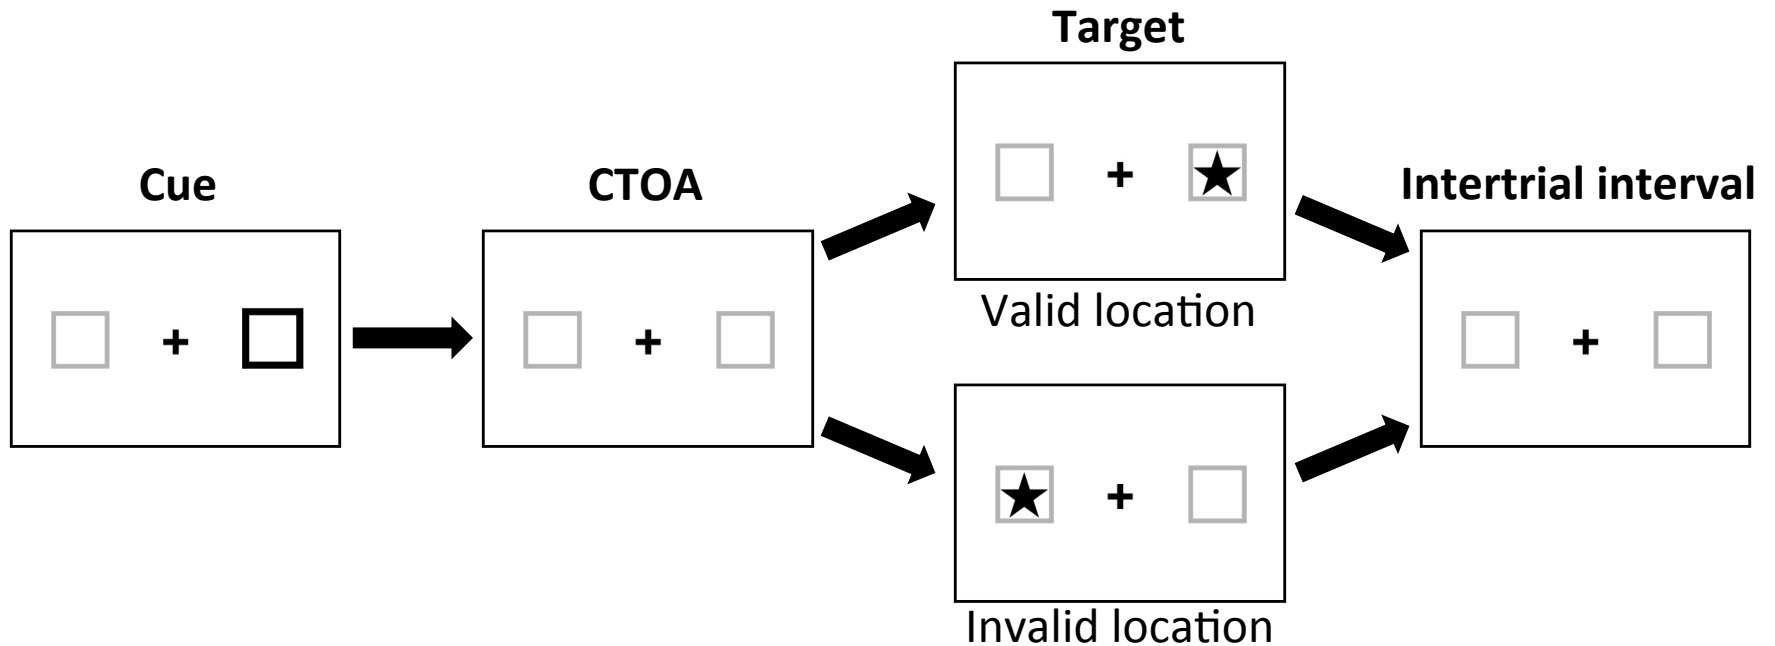 Cue
CTOA
Target
Valid location
Invalid location
Intertrial interval